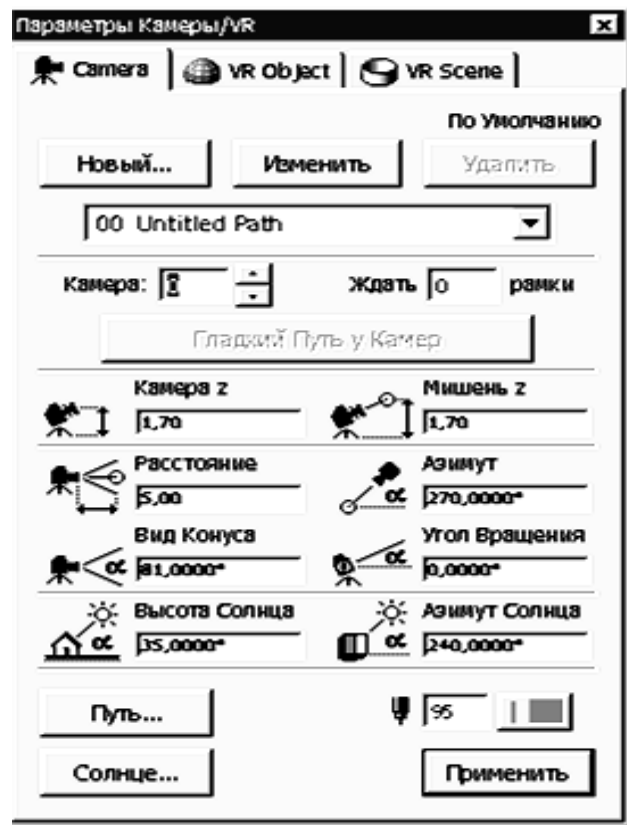 Параметры Камеры/VR
Camera VR Object VR Scene
По Умолчанию
Новый... Изменить Удалить
00 Untitled Path
Камера: Ждать 0 рамки
Гладкий Путь у Камер
Камера z Мишень z
1,70 1,70
Расстояние Азимут
5,00 270,0000°
Вид Конуса Угол Вращения
81,0000° 0,0000°
Высота Солнца Азимут Солнца
35,0000° 240,0000°
Путь... 95
Солнце... Применить